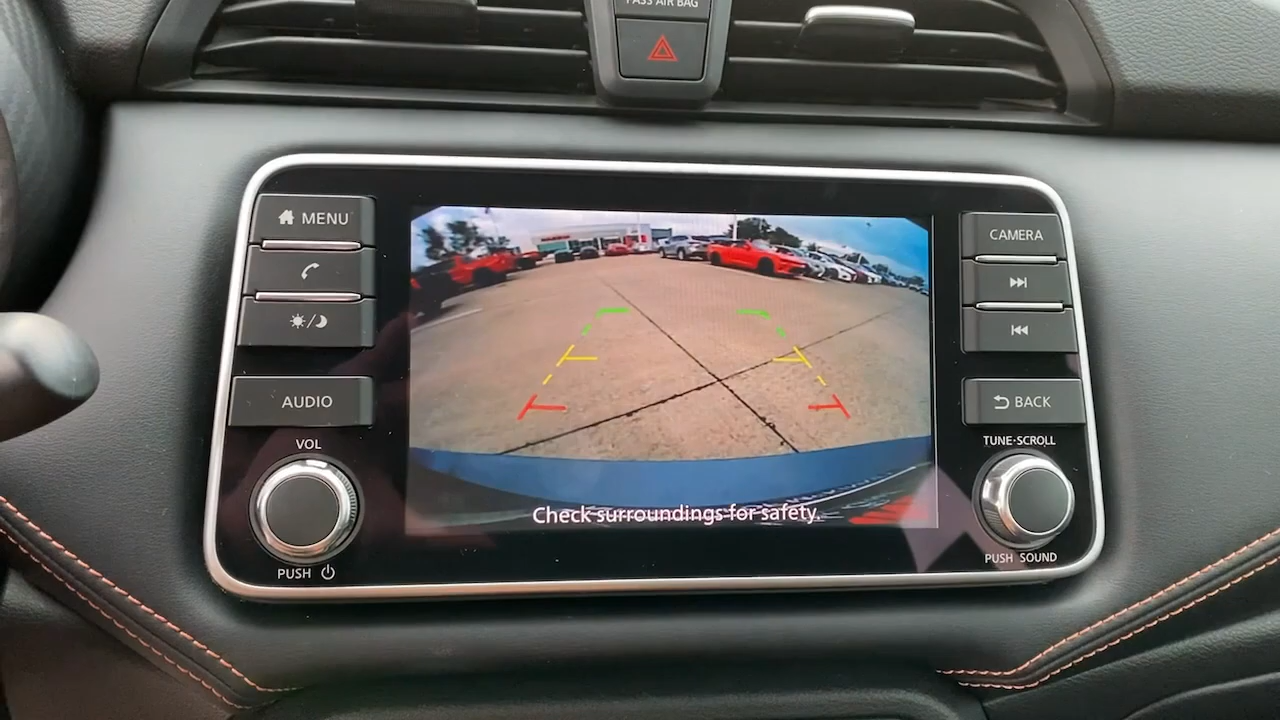 PASS AIR BAG
MENU
CAMERA
AUDIO
BACK
VOL
TUNE·SCROLL
Check surroundings for safety.
PUSH
PUSH SOUND